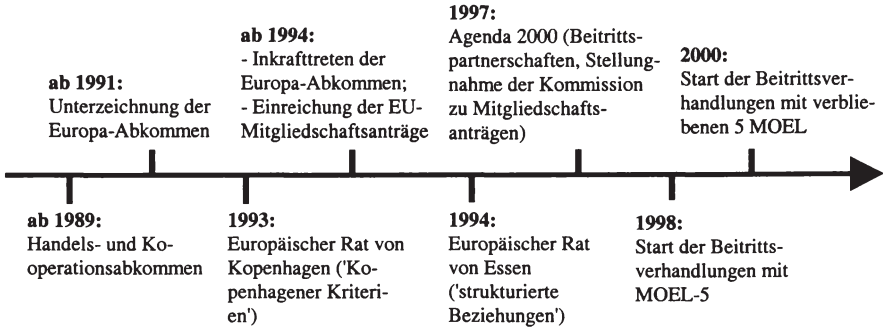 ab 1991:
Unterzeichnung der
Europa-Abkommen
ab 1994:
- Inkrafttreten der
Europa-Abkommen;
- Einreichung der EU-
Mitgliedschaftsanträge
1997:
Agenda 2000 (Beitritts-
partnerschaften, Stellung-
nahme der Kommission
zu Mitgliedschafts-
anträgen)
2000:
Start der Beitrittsver-
handlungen mit verblie-
benen 5 MOEL
ab 1989:
Handels- und Ko-
operationsabkommen
1993:
Europäischer Rat von
Kopenhagen ('Ko-
penhagener Kriteri-
en')
1994:
Europäischer Rat
von Essen
('strukturierte
Beziehungen')
1998:
Start der Beitritts-
verhandlungen mit
MOEL-5